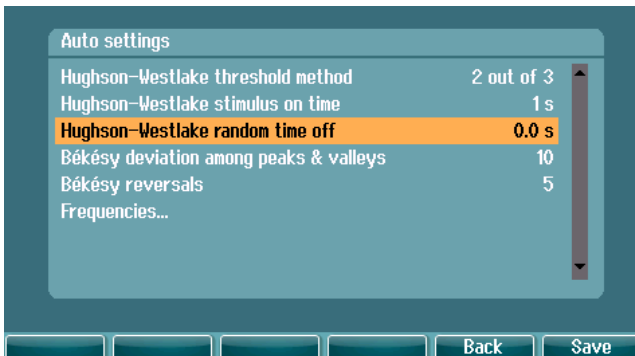 Auto settings
Hughson-Westlake threshold method 2 out of 3
Hughson-Westlake stimulus on time 1 s
Hughson-Westlake random time off 0.0 s
Békésy deviation among peaks & valleys 10
Békésy reversals 5
Frequencies...
Back Save